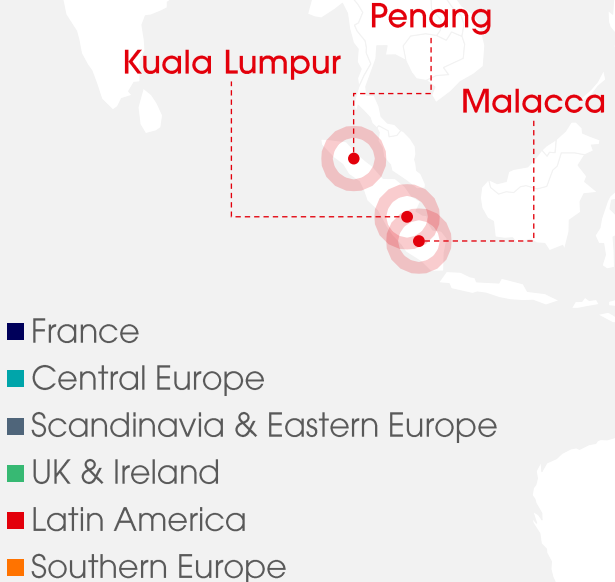 Penang
Kuala Lumpur
Malacca
France
Central Europe
Scandinavia & Eastern Europe
UK & Ireland
Latin America
Southern Europe